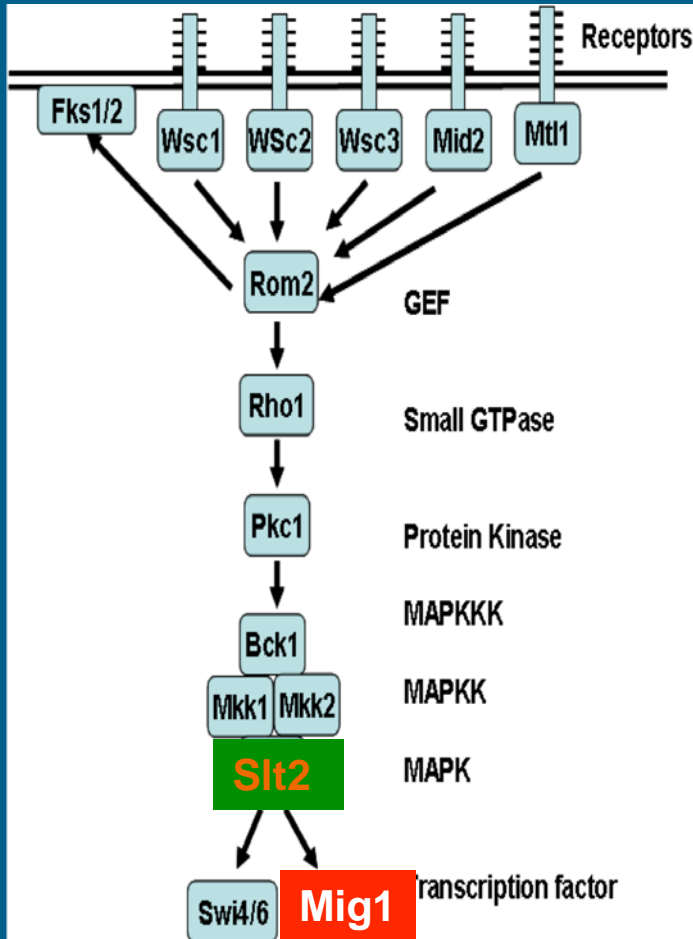 Receptors
Fks1/2
Wsc1
WSc2
Wsc3
Mid2
Mtl1
Rom2
GEF
Rho1
Small GTPase
Pkc1
Protein Kinase
MAPKKK
Bck1
MAPKK
Mkk1
Mkk2
Slt2
MAPK
Transcription factor
Swi4/6
Mig1